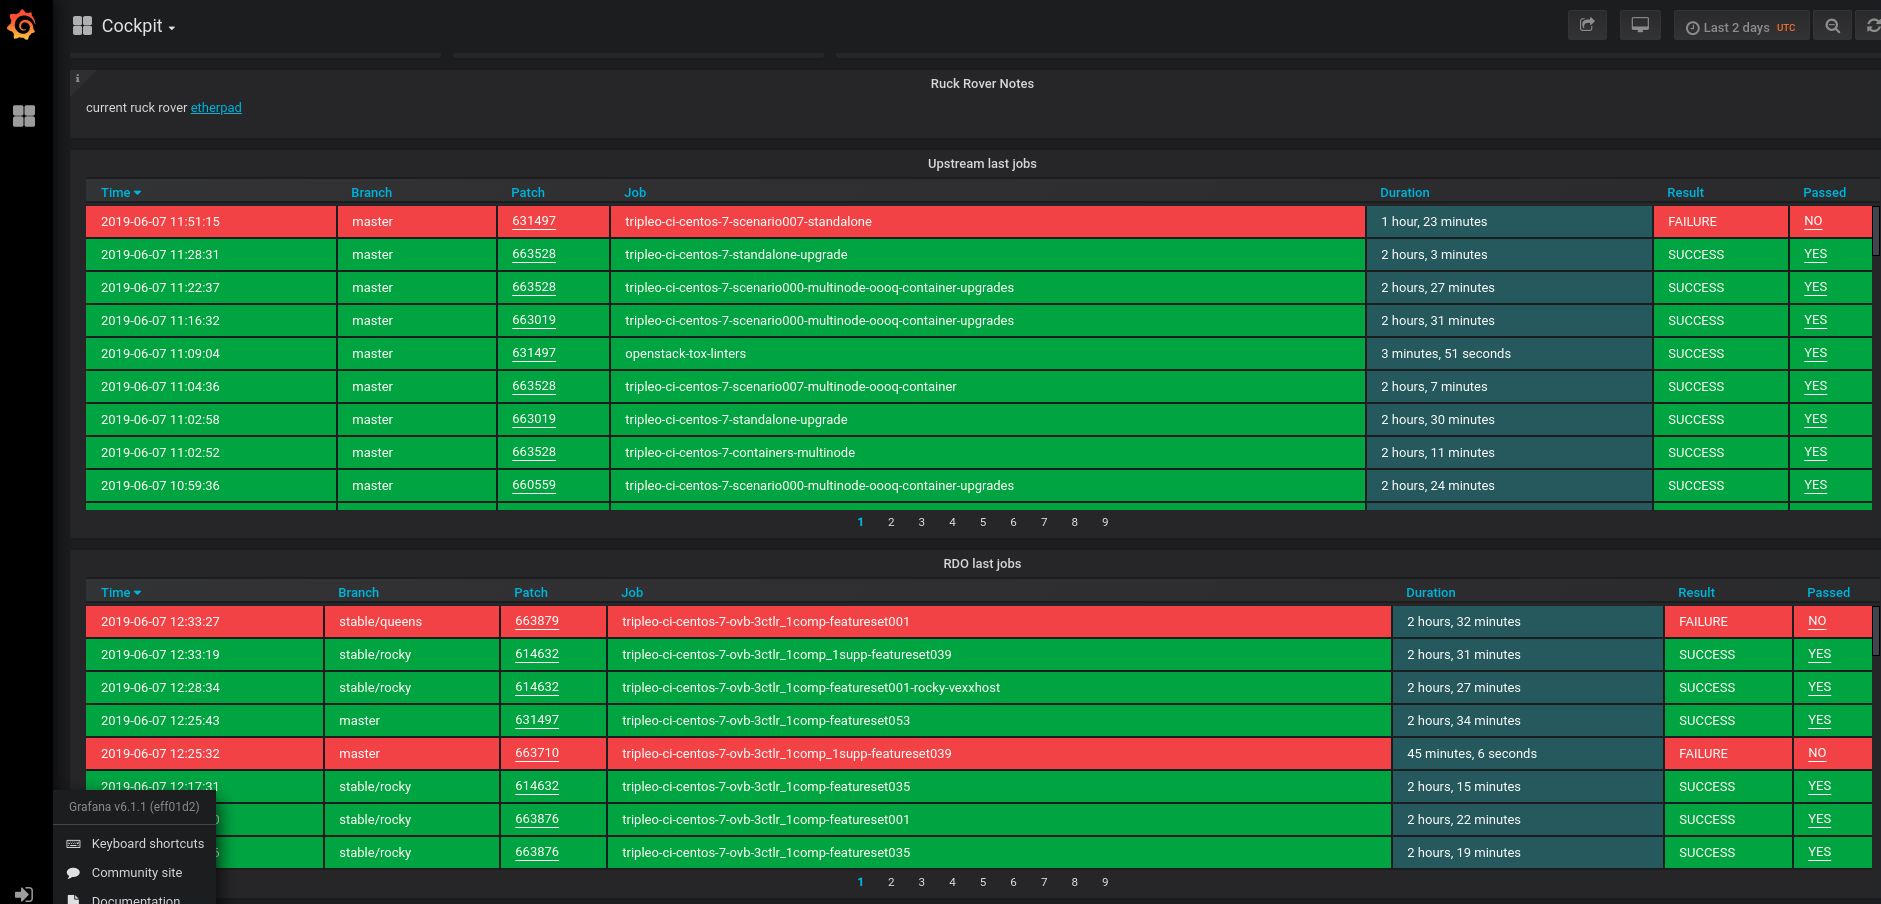 Cockpit
Last 2 days UTC
i
Ruck Rover Notes
current ruck rover etherpad
Upstream last jobs
Time Branch Patch Job Duration Result Passed
2019-06-07 11:51:15 master 631497 tripleo-ci-centos-7-scenario007-standalone 1 hour, 23 minutes FAILURE NO
2019-06-07 11:28:31 master 663528 tripleo-ci-centos-7-standalone-upgrade 2 hours, 3 minutes SUCCESS YES
2019-06-07 11:22:37 master 663528 tripleo-ci-centos-7-scenario000-multinode-oooq-container-upgrades 2 hours, 27 minutes SUCCESS YES
2019-06-07 11:16:32 master 663019 tripleo-ci-centos-7-scenario000-multinode-oooq-container-upgrades 2 hours, 31 minutes SUCCESS YES
2019-06-07 11:09:04 master 631497 openstack-tox-linters 3 minutes, 51 seconds SUCCESS YES
2019-06-07 11:04:36 master 663528 tripleo-ci-centos-7-scenario007-multinode-oooq-container 2 hours, 7 minutes SUCCESS YES
2019-06-07 11:02:58 master 663019 tripleo-ci-centos-7-standalone-upgrade 2 hours, 30 minutes SUCCESS YES
2019-06-07 11:02:52 master 663528 tripleo-ci-centos-7-containers-multinode 2 hours, 11 minutes SUCCESS YES
2019-06-07 10:59:36 master 660559 tripleo-ci-centos-7-scenario000-multinode-oooq-container-upgrades 2 hours, 24 minutes SUCCESS YES
1 2 3 4 5 6 7 8 9
RDO last jobs
Time Branch Patch Job Duration Result Passed
2019-06-07 12:33:27 stable/queens 663879 tripleo-ci-centos-7-ovb-3ctlr_1comp-featureset001 2 hours, 32 minutes FAILURE NO
2019-06-07 12:33:19 stable/rocky 614632 tripleo-ci-centos-7-ovb-3ctlr_1comp_1supp-featureset039 2 hours, 31 minutes SUCCESS YES
2019-06-07 12:28:34 stable/rocky 614632 tripleo-ci-centos-7-ovb-3ctlr_1comp-featureset001-rocky-vexxhost 2 hours, 27 minutes SUCCESS YES
2019-06-07 12:25:43 master 631497 tripleo-ci-centos-7-ovb-3ctlr_1comp-featureset053 2 hours, 34 minutes SUCCESS YES
2019-06-07 12:25:32 master 663710 tripleo-ci-centos-7-ovb-3ctlr_1comp_1supp-featureset039 45 minutes, 6 seconds FAILURE NO
2019-06-07 12:17:31 stable/rocky 614632 tripleo-ci-centos-7-ovb-3ctlr_1comp-featureset035 2 hours, 15 minutes SUCCESS YES
stable/rocky 663876 tripleo-ci-centos-7-ovb-3ctlr_1comp-featureset001 2 hours, 22 minutes SUCCESS YES
stable/rocky 663876 tripleo-ci-centos-7-ovb-3ctlr_1comp-featureset035 2 hours, 19 minutes SUCCESS YES
1 2 3 4 5 6 7 8 9
Grafana v6.1.1 (eff01d2)
Keyboard shortcuts
Community site
Documentation